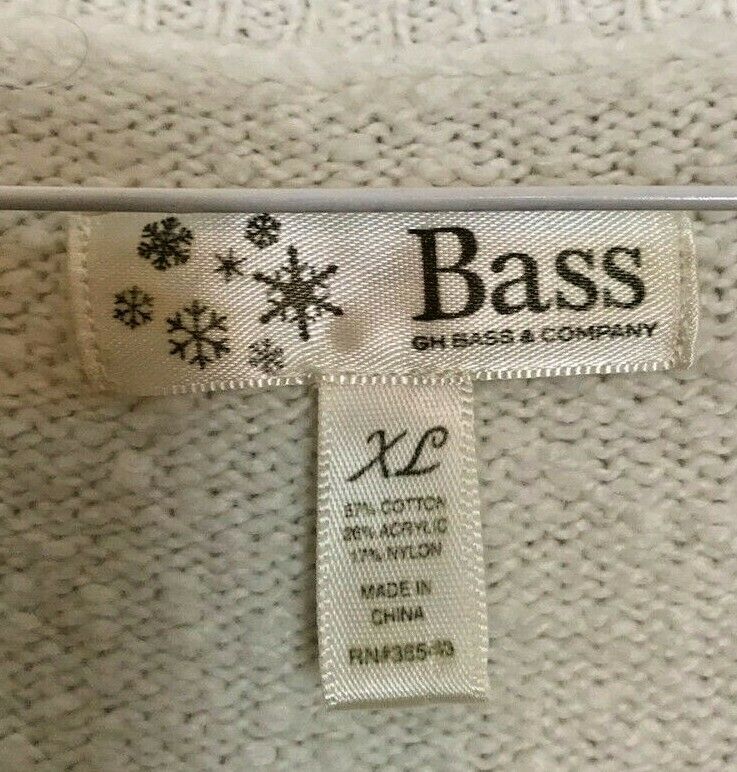 Bass
GH BASS & COMPANY
XL
57% COTTON
26% ACRYLIC
17% NYLON
MADE IN
CHINA